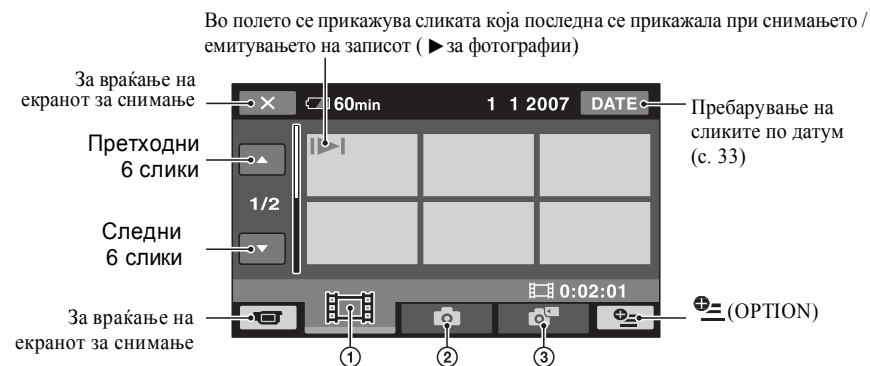 Во полето се прикажува сликата која последна се прикажала при снимањето /
емитувањето на записот ( ▶ за фотографии)
За враќање на
екранот за снимање
60min
1 1 2007
DATE
Пребарување на
сликите по датум
(с. 33)
Претходни
6 слики
1/2
Следни
6 слики
0:02:01
За враќање на
екранот за снимање
(OPTION)
① ② ③